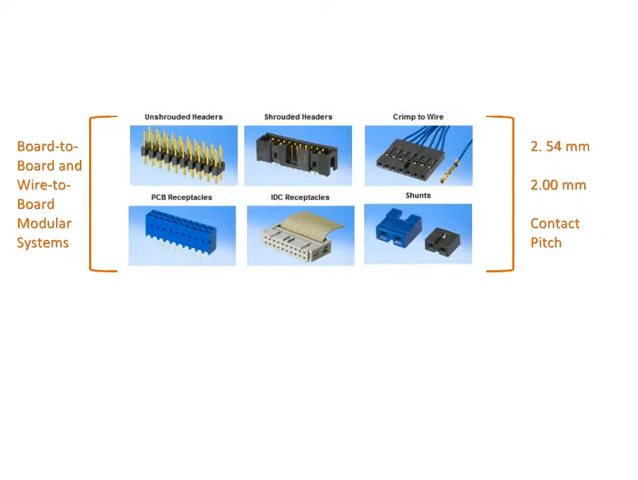 Unshrouded Headers
Shrouded Headers
Crimp to Wire
Board-to-
Board and
Wire-to-
Board
Modular
Systems
2. 54 mm
2.00 mm
Contact
Pitch
PCB Receptacles
IDC Receptacles
Shunts